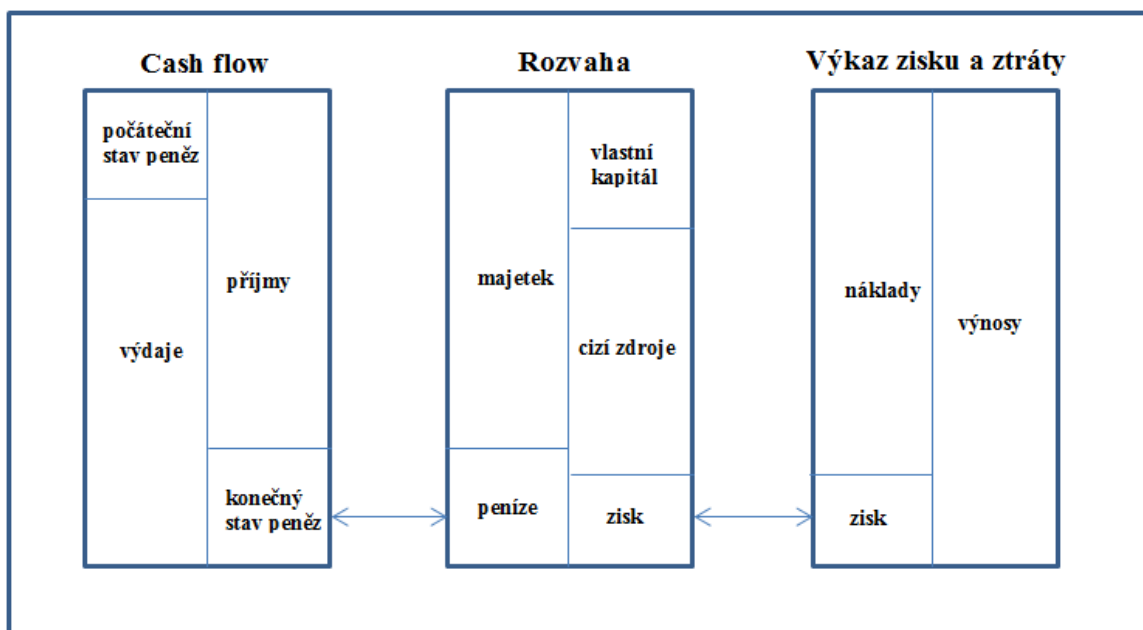 Cash flow
počáteční
stav peněz
výdaje
příjmy
konečný
stav peněz
Rozvaha
majetek
peníze
vlastní
kapitál
cizí zdroje
zisk
Výkaz zisku a ztráty
náklady
zisk
výnosy